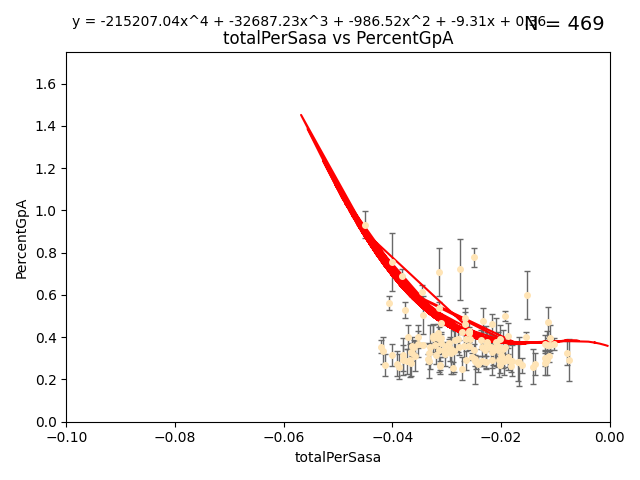 y = -215207.04x^4 + -32687.23x^3 + -986.52x^2 + -9.31x + 0.36
N = 469
totalPerSasa vs PercentGpA
PercentGpA
1.6
1.4
1.2
1.0
0.8
0.6
0.4
0.2
0.0
−0.10 −0.08 −0.06 −0.04 −0.02 0.00
totalPerSasa